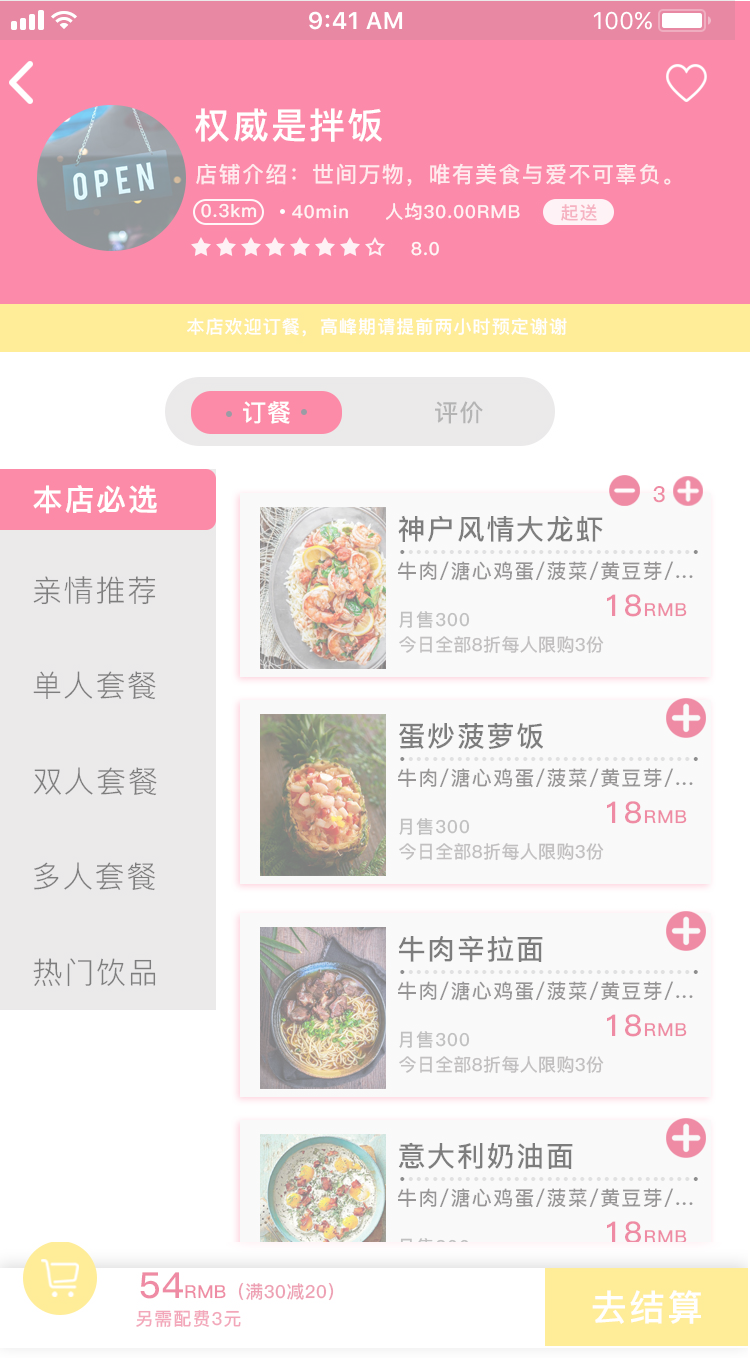 9:41 AM
100%
权威是拌饭
OPEN
店铺介绍：世间万物，唯有美食与爱不可辜负。
0.3km • 40min 人均30.00RMB 起送
8.0
本店欢迎订餐，高峰期请提前两小时预定谢谢
• 订餐 • 评价
本店必选
亲情推荐
单人套餐
双人套餐
多人套餐
热门饮品
3
神户风情大龙虾
牛肉/溏心鸡蛋/菠菜/黄豆芽/...
18RMB
月售300
今日全部8折每人限购3份
蛋炒菠萝饭
牛肉/溏心鸡蛋/菠菜/黄豆芽/...
18RMB
月售300
今日全部8折每人限购3份
牛肉辛拉面
牛肉/溏心鸡蛋/菠菜/黄豆芽/...
18RMB
月售300
今日全部8折每人限购3份
意大利奶油面
牛肉/溏心鸡蛋/菠菜/黄豆芽/...
18RMB
月售300
54RMB（满30减20）
另需配费3元
去结算